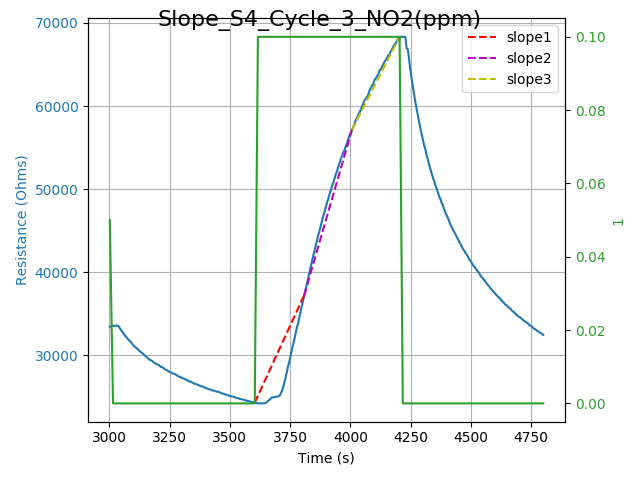 Slope_S4_Cycle_3_NO2(ppm)
slope1
slope2
slope3
Resistance (Ohms)
70000
60000
50000
40000
30000
0.10
0.08
0.06
0.04
0.02
0.00
1
3000 3250 3500 3750 4000 4250 4500 4750
Time (s)